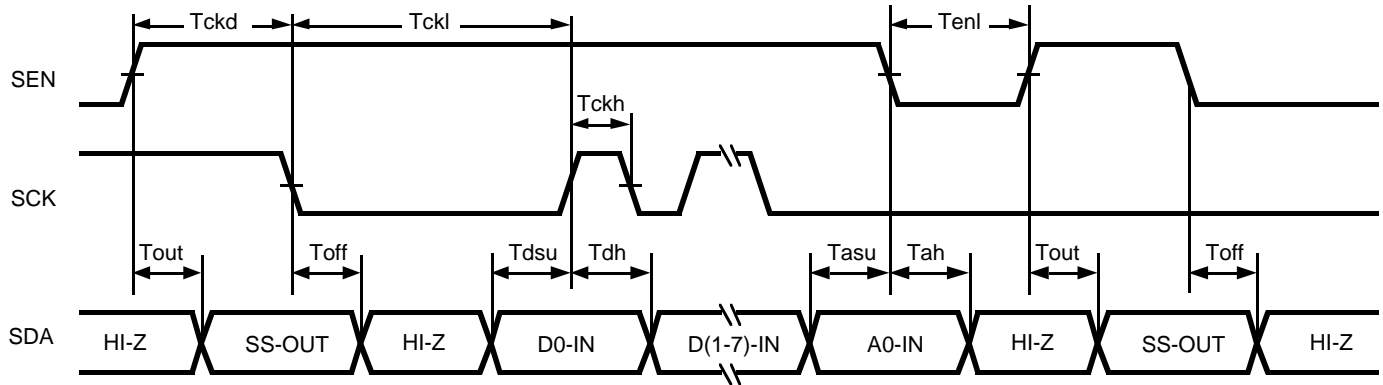 Tckd Tckl Tenl
SEN
Tckh
SCK
Tout Toff Tdsu Tdh Tasu Tah Tout Toff
SDA HI-Z SS-OUT HI-Z D0-IN D(1-7)-IN A0-IN HI-Z SS-OUT HI-Z